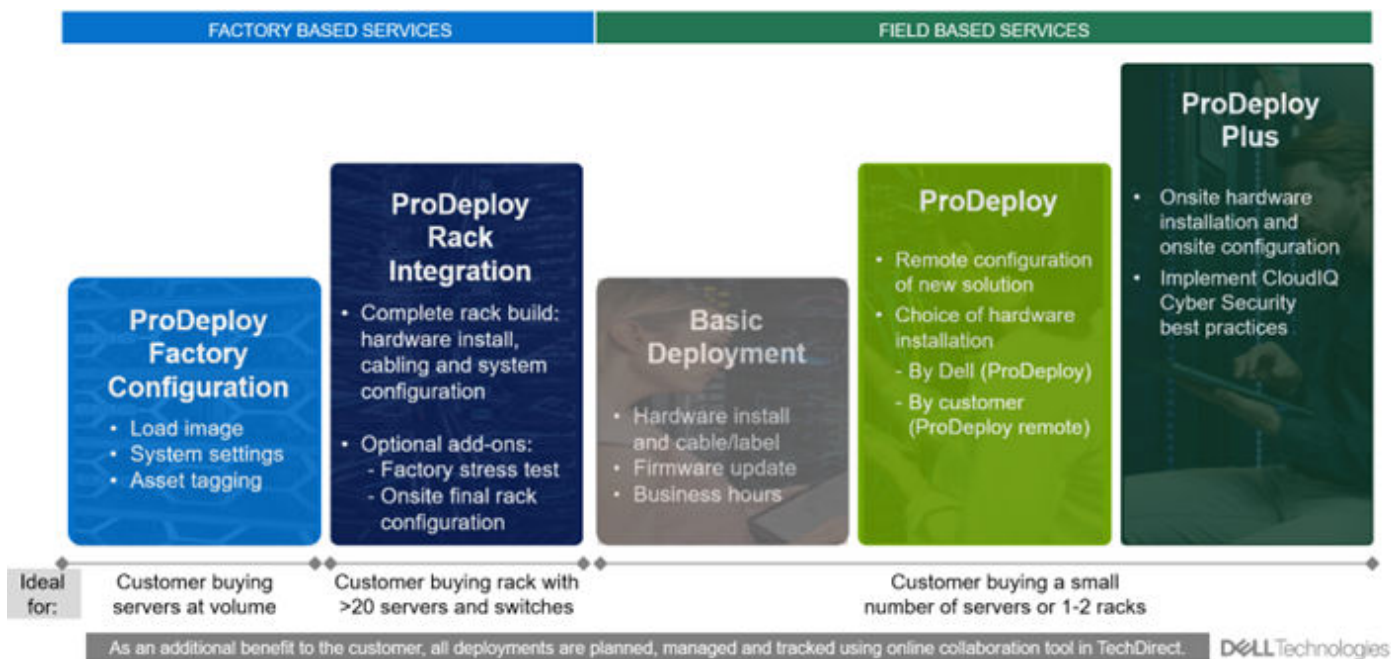 FACTORY BASED SERVICES
FIELD BASED SERVICES
ProDeploy
Factory
Configuration
• Load image
• System settings
• Asset tagging
ProDeploy
Rack
Integration
• Complete rack build:
hardware install,
cabling and system
configuration
• Optional add-ons:
- Factory stress test
- Onsite final rack
configuration
Basic
Deployment
• Hardware install
and cable/label
• Firmware update
• Business hours
ProDeploy
• Remote configuration
of new solution
• Choice of hardware
installation
- By Dell (ProDeploy)
- By customer
(ProDeploy remote)
ProDeploy
Plus
• Onsite hardware
installation and
onsite configuration
• Implement CloudIQ
Cyber Security
best practices
Ideal
for:
Customer buying
servers at volume
Customer buying rack with
>20 servers and switches
Customer buying a small
number of servers or 1-2 racks
As an additional benefit to the customer, all deployments are planned, managed and tracked using online collaboration tool in TechDirect.
DELLTechnologies